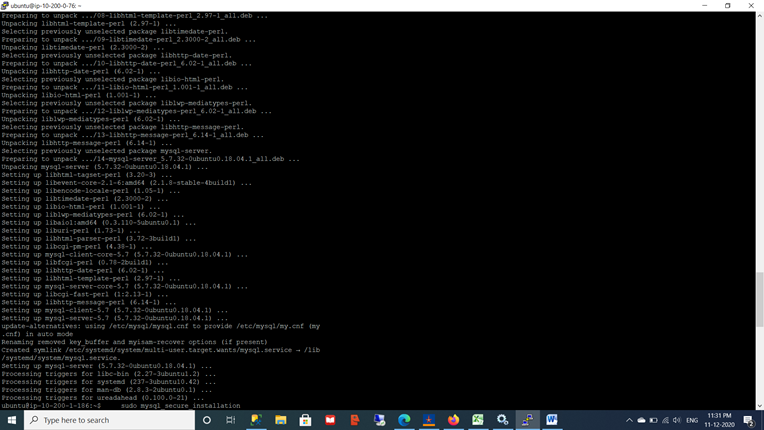 ubuntu@ip-10-200-0-76: ~
Preparing to unpack .../08-libhtml-template-perl_2.97-1_all.deb ...
Unpacking libhtml-template-perl (2.97-1) ...
Selecting previously unselected package libtimedate-perl.
Preparing to unpack .../09-libtimedate-perl_2.3000-2_all.deb ...
Unpacking libtimedate-perl (2.3000-2) ...
Selecting previously unselected package libhttp-date-perl.
Preparing to unpack .../10-libhttp-date-perl_6.02-1_all.deb ...
Unpacking libhttp-date-perl (6.02-1) ...
Selecting previously unselected package libio-html-perl.
Preparing to unpack .../11-libio-html-perl_1.001-1_all.deb ...
Unpacking libio-html-perl (1.001-1) ...
Selecting previously unselected package liblwp-mediatypes-perl.
Preparing to unpack .../12-liblwp-mediatypes-perl_6.02-1_all.deb ...
Unpacking liblwp-mediatypes-perl (6.02-1) ...
Selecting previously unselected package libhttp-message-perl.
Preparing to unpack .../13-libhttp-message-perl_6.14-1_all.deb ...
Unpacking libhttp-message-perl (6.14-1) ...
Selecting previously unselected package mysql-server.
Preparing to unpack .../14-mysql-server_5.7.32-0ubuntu0.18.04.1_all.deb ...
Unpacking mysql-server (5.7.32-0ubuntu0.18.04.1) ...
Setting up libhtml-tagset-perl (3.20-3) ...
Setting up libevent-core-2.1-6:amd64 (2.1.8-stable-4build1) ...
Setting up libencode-locale-perl (1.05-1) ...
Setting up libtimedate-perl (2.3000-2) ...
Setting up libio-html-perl (1.001-1) ...
Setting up liblwp-mediatypes-perl (6.02-1) ...
Setting up libaio1:amd64 (0.3.110-5ubuntu0.1) ...
Setting up liburi-perl (1.73-1) ...
Setting up libhtml-parser-perl (3.72-3build1) ...
Setting up libcgi-pm-perl (4.38-1) ...
Setting up mysql-client-core-5.7 (5.7.32-0ubuntu0.18.04.1) ...
Setting up libfcgi-perl (0.78-2build1) ...
Setting up libhttp-date-perl (6.02-1) ...
Setting up libhtml-template-perl (2.97-1) ...
Setting up mysql-server-core-5.7 (5.7.32-0ubuntu0.18.04.1) ...
Setting up libcgi-fast-perl (1:2.13-1) ...
Setting up libhttp-message-perl (6.14-1) ...
Setting up mysql-client-5.7 (5.7.32-0ubuntu0.18.04.1) ...
Setting up mysql-server-5.7 (5.7.32-0ubuntu0.18.04.1) ...
update-alternatives: using /etc/mysql/mysql.cnf to provide /etc/mysql/my.cnf (my
.cnf) in auto mode
Renaming removed key_buffer and myisam-recover options (if present)
Created symlink /etc/systemd/system/multi-user.target.wants/mysql.service → /lib
/systemd/system/mysql.service.
Setting up mysql-server (5.7.32-0ubuntu0.18.04.1) ...
Processing triggers for libc-bin (2.27-3ubuntu1.2) ...
Processing triggers for systemd (237-3ubuntu10.42) ...
Processing triggers for man-db (2.8.3-2ubuntu0.1) ...
Processing triggers for ureadahead (0.100.0-21) ...
ubuntu@ip-10-200-1-186:~$ sudo mysql_secure_installation
Type here to search
ENG
11:31 PM
11-12-2020
2